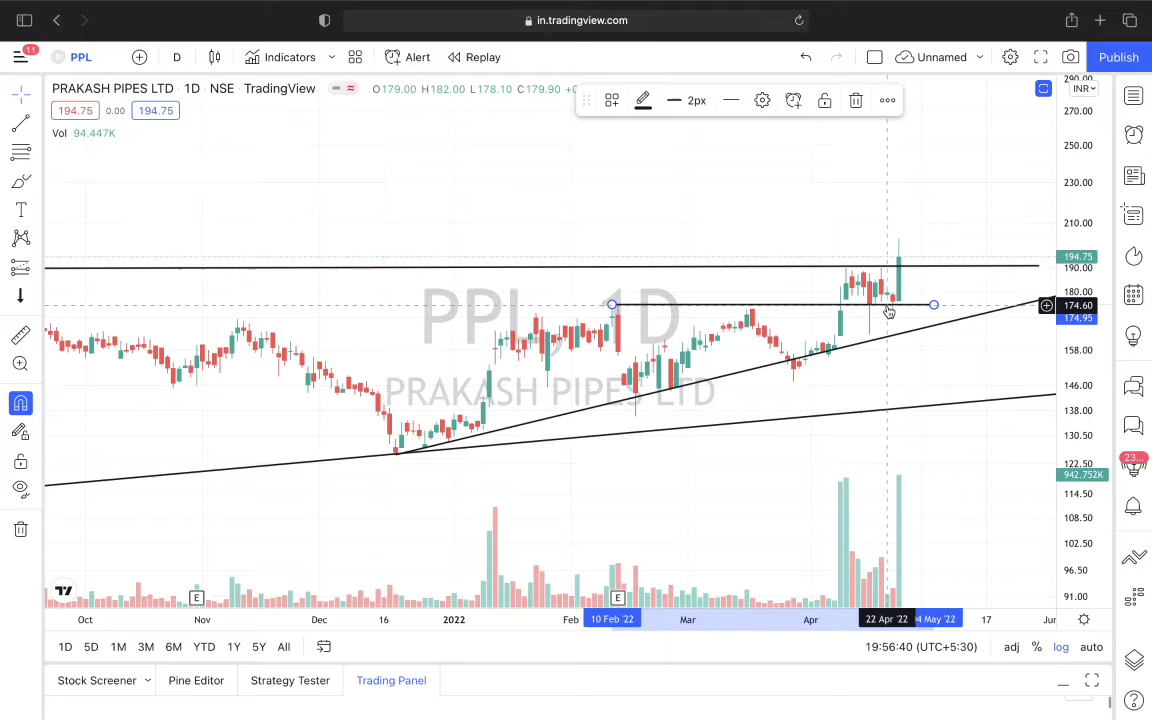 in.tradingview.com
11
P PPL D Indicators Alert Replay Unnamed Publish
PRAKASH PIPES LTD · 1D · NSE · TradingView O179.00 H182.00 L178.10 C179.90
194.75 0.00 194.75
Vol 94.447K
2px
INR
290.00
270.00
250.00
230.00
210.00
194.75
190.00
180.00
174.60
174.95
158.00
146.00
138.00
130.50
122.50
942.752K
114.50
108.50
102.50
96.50
91.00
PPL, 1D
PRAKASH PIPES LTD
23...
E E
Oct Nov Dec 16 2022 Feb 10 Feb '22 Mar Apr 22 Apr '22 4 May '22 17 Jun
1D 5D 1M 3M 6M YTD 1Y 5Y All 19:56:40 (UTC+5:30) adj % log auto
Stock Screener Pine Editor Strategy Tester Trading Panel